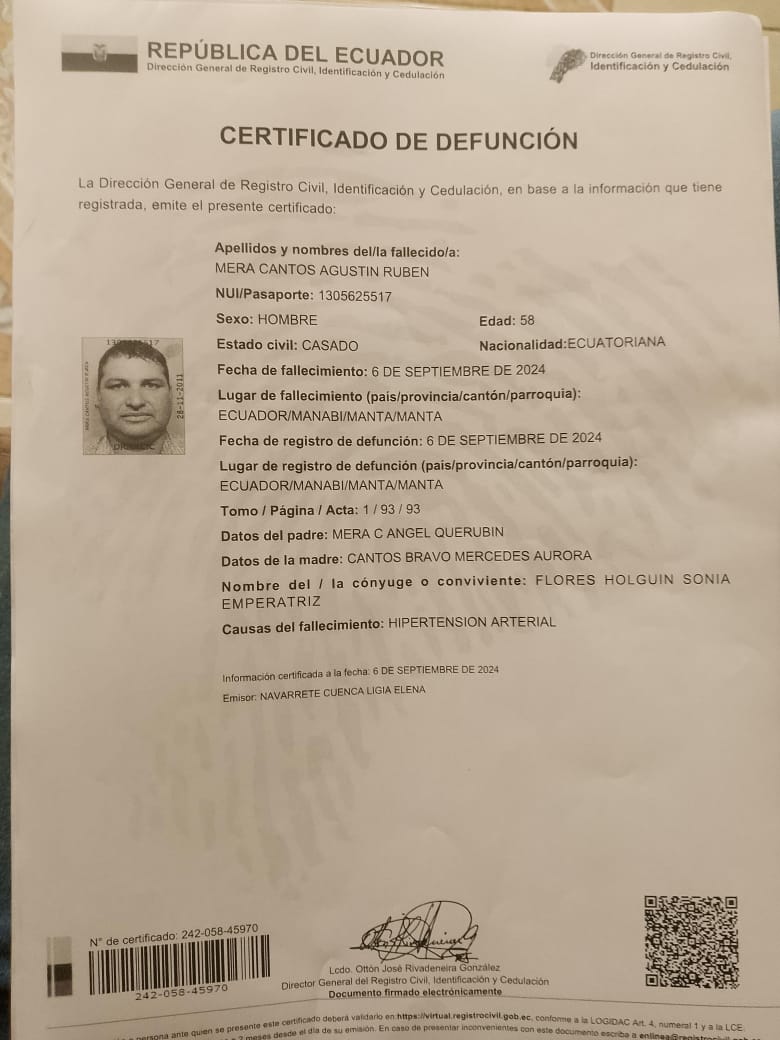 REPÚBLICA DEL ECUADOR
Dirección General de Registro Civil, Identificación y Cedulación
Dirección General de Registro Civil,
Identificación y Cedulación
CERTIFICADO DE DEFUNCIÓN
La Dirección General de Registro Civil, Identificación y Cedulación, en base a la información que tiene
registrada, emite el presente certificado:
Apellidos y nombres del/la fallecido/a:
MERA CANTOS AGUSTIN RUBEN
NUI/Pasaporte: 1305625517
Sexo: HOMBRE Edad: 58
Estado civil: CASADO Nacionalidad:ECUATORIANA
28-11-2011
Fecha de fallecimiento: 6 DE SEPTIEMBRE DE 2024
Lugar de fallecimiento (país/provincia/cantón/parroquia):
ECUADOR/MANABI/MANTA/MANTA
Fecha de registro de defunción: 6 DE SEPTIEMBRE DE 2024
Lugar de registro de defunción (país/provincia/cantón/parroquia):
ECUADOR/MANABI/MANTA/MANTA
Tomo / Página / Acta: 1 / 93 / 93
Datos del padre: MERA C ANGEL QUERUBIN
Datos de la madre: CANTOS BRAVO MERCEDES AURORA
Nombre del / la cónyuge o conviviente: FLORES HOLGUIN SONIA
EMPERATRIZ
Causas del fallecimiento: HIPERTENSION ARTERIAL
Información certificada a la fecha: 6 DE SEPTIEMBRE DE 2024
Emisor: NAVARRETE CUENCA LIGIA ELENA
N° de certificado: 242-058-45970
242-058-45970
Lcdo. Ottón José Rivadeneira González
Director General del Registro Civil, Identificación y Cedulación
Documento firmado electrónicamente
persona ante quien se presente este certificado deberá validarlo en:https://virtual.registrocivil.gob.ec, conforme a la LOGIDAC Art. 4, numeral 1 y a la LCE.
meses desde el día de su emisión. En caso de presentar inconvenientes con este documento escriba a